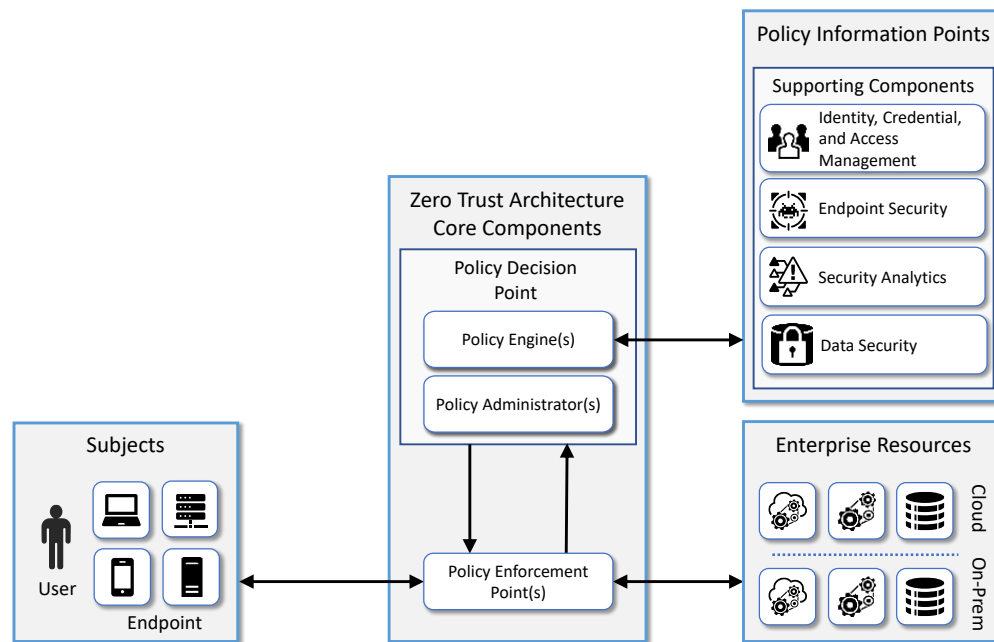 Policy Information Points
Supporting Components
Identity, Credential,
and Access
Management
Endpoint Security
Security Analytics
Data Security
Zero Trust Architecture
Core Components
Policy Decision
Point
Policy Engine(s)
Policy Administrator(s)
Policy Enforcement
Point(s)
Subjects
User
Endpoint
Enterprise Resources
Cloud
On-Prem